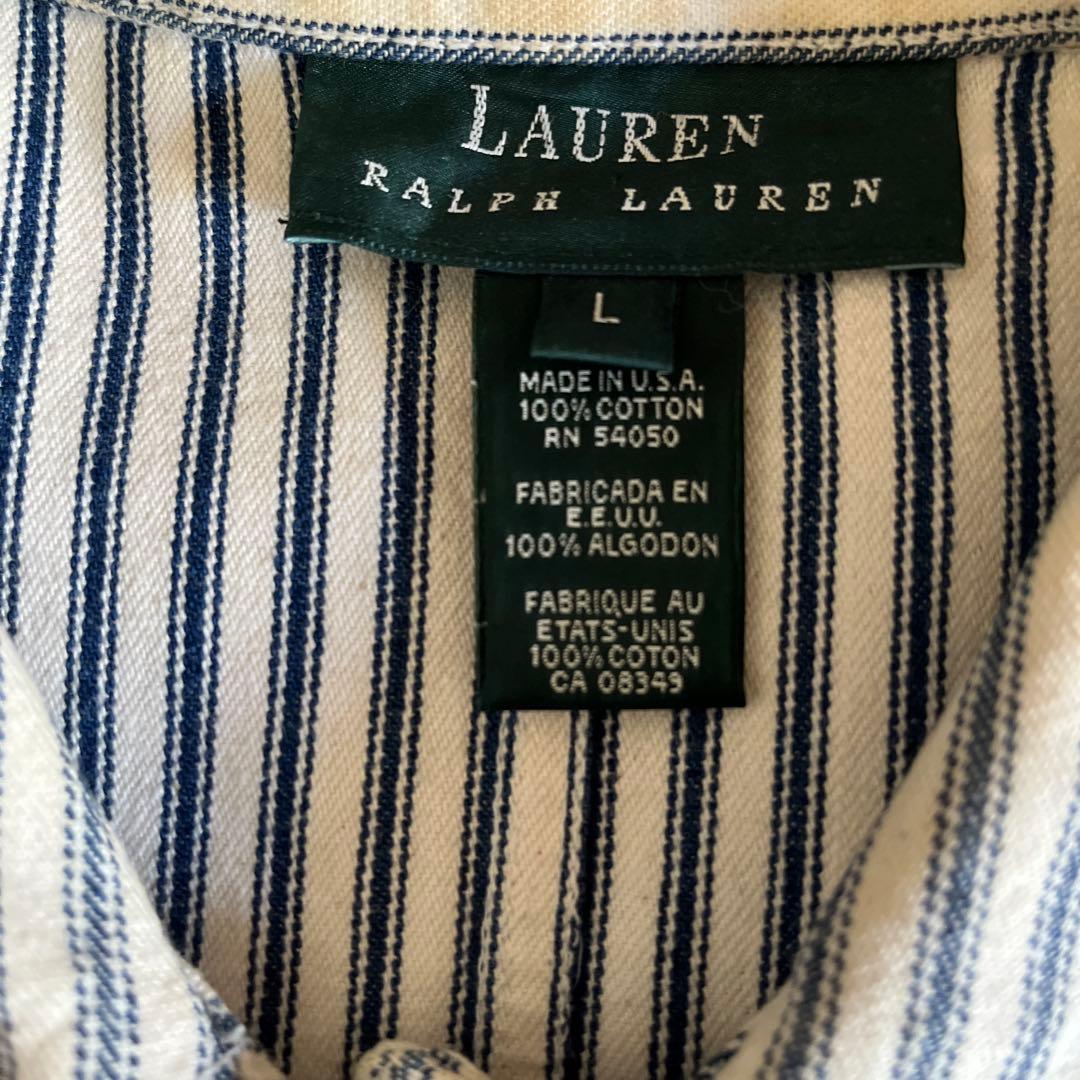 LAUREN
RALPH LAUREN
L
MADE IN U.S.A.
100% COTTON
RN 54050
FABRICADA EN
E.E.U.U.
100% ALGODON
FABRIQUE AU
ETATS-UNIS
100% COTON
CA 08349